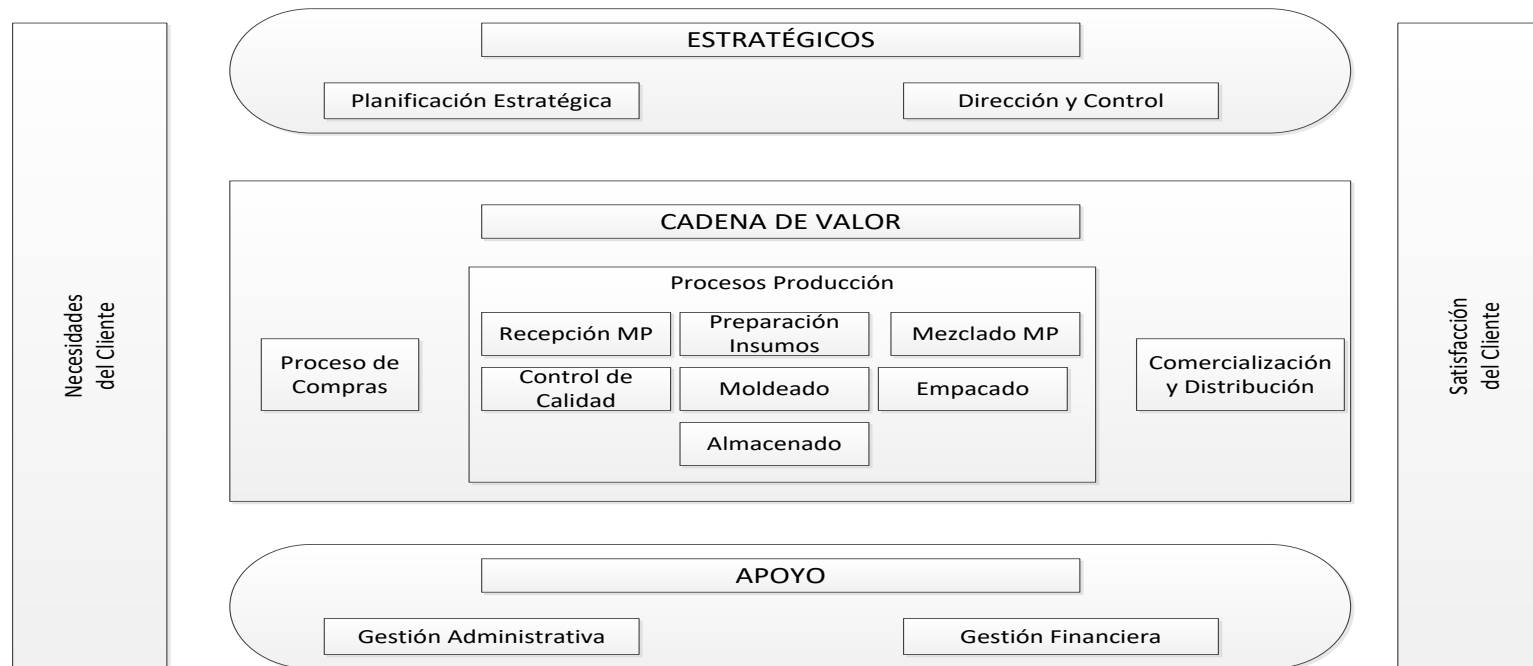 ESTRATÉGICOS
Planificación Estratégica
Dirección y Control
Necesidades
del Cliente
CADENA DE VALOR
Procesos Producción
Recepción MP
Preparación
Insumos
Mezclado MP
Proceso de
Compras
Control de
Calidad
Moldeado
Empacado
Almacenado
Comercialización
y Distribución
Satisfacción
del Cliente
APOYO
Gestión Administrativa
Gestión Financiera